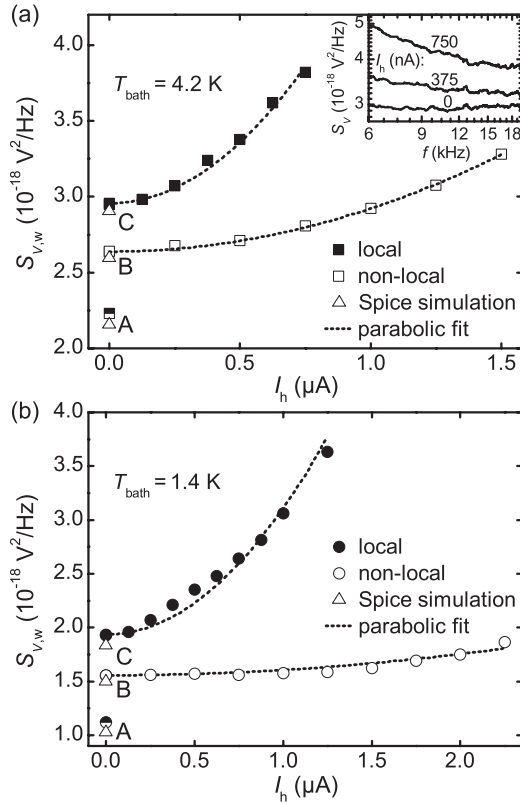 (a)
4.0
3.5
3.0
2.5
2.0
S_V,w (10^-18 V^2/Hz)
T_bath = 4.2 K
C
B
A
local
non-local
Spice simulation
parabolic fit
0.0 0.5 1.0 1.5
I_h (μA)
5
4
3
S_V (10^-18 V^2/Hz)
I_h (nA):
750
375
0
6 9 12 15 18
f (kHz)
(b)
4.0
3.5
3.0
2.5
2.0
1.5
1.0
S_V,w (10^-18 V^2/Hz)
T_bath = 1.4 K
C
B
A
local
non-local
Spice simulation
parabolic fit
0.0 0.5 1.0 1.5 2.0
I_h (μA)